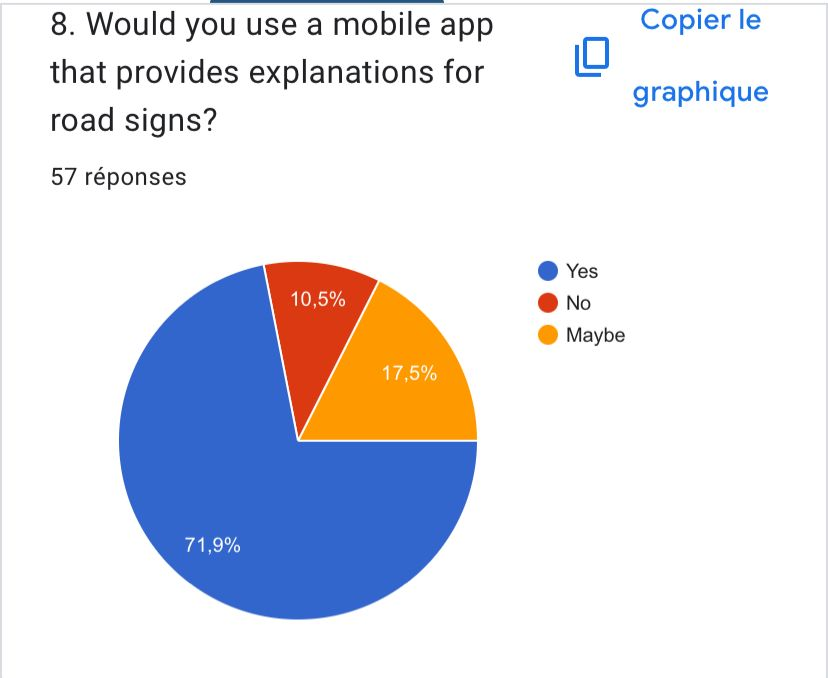 8. Would you use a mobile app
that provides explanations for
road signs?
Copier le
graphique
57 réponses
10,5%
17,5%
71,9%
Yes
No
Maybe